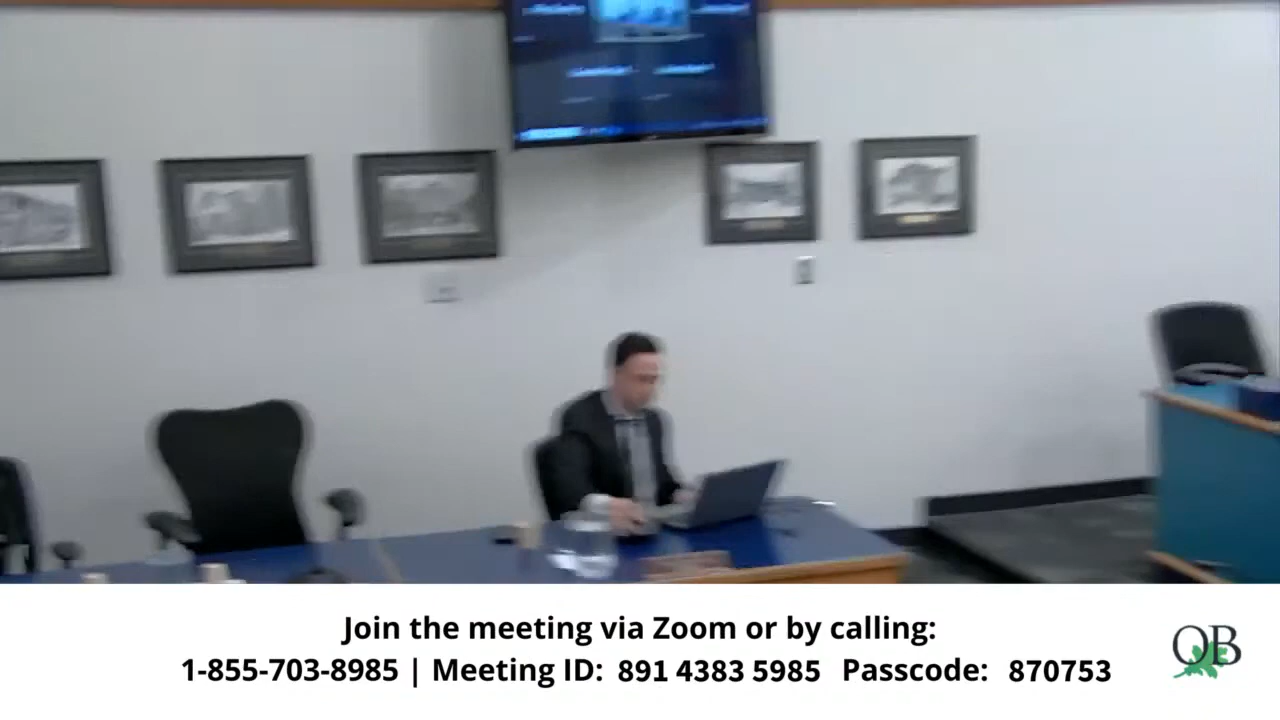 Join the meeting via Zoom or by calling:
1-855-703-8985 | Meeting ID: 891 4383 5985 Passcode: 870753
QB